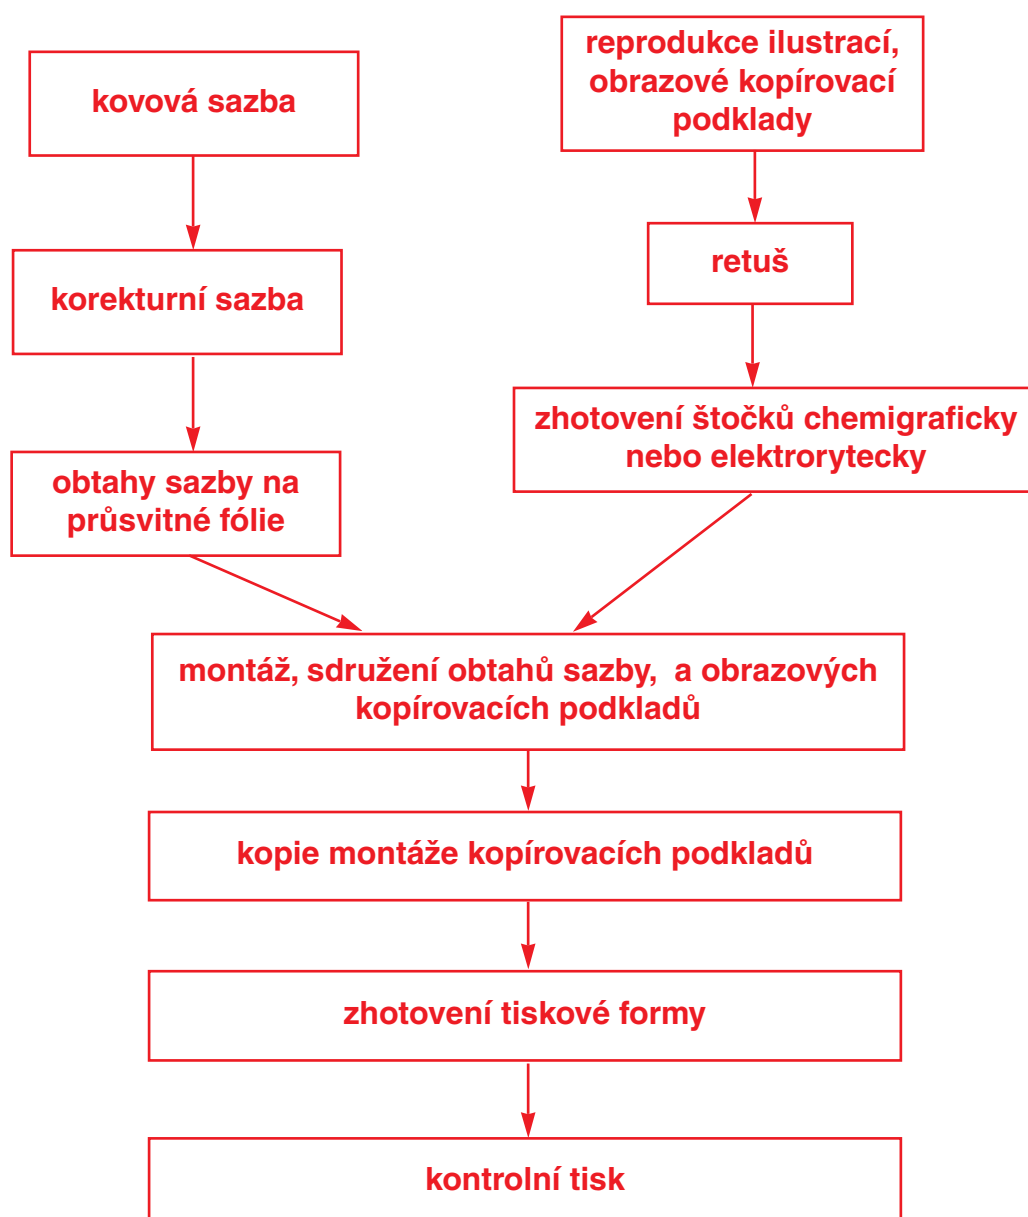 kovová sazba
korekturní sazba
obtahy sazby na
průsvitné fólie
reprodukce ilustrací,
obrazové kopírovací
podklady
retuš
zhotovení štočků chemigraficky
nebo elektrorytecky
montáž, sdružení obtahů sazby,  a obrazových
kopírovacích podkladů
kopie montáže kopírovacích podkladů
zhotovení tiskové formy
kontrolní tisk